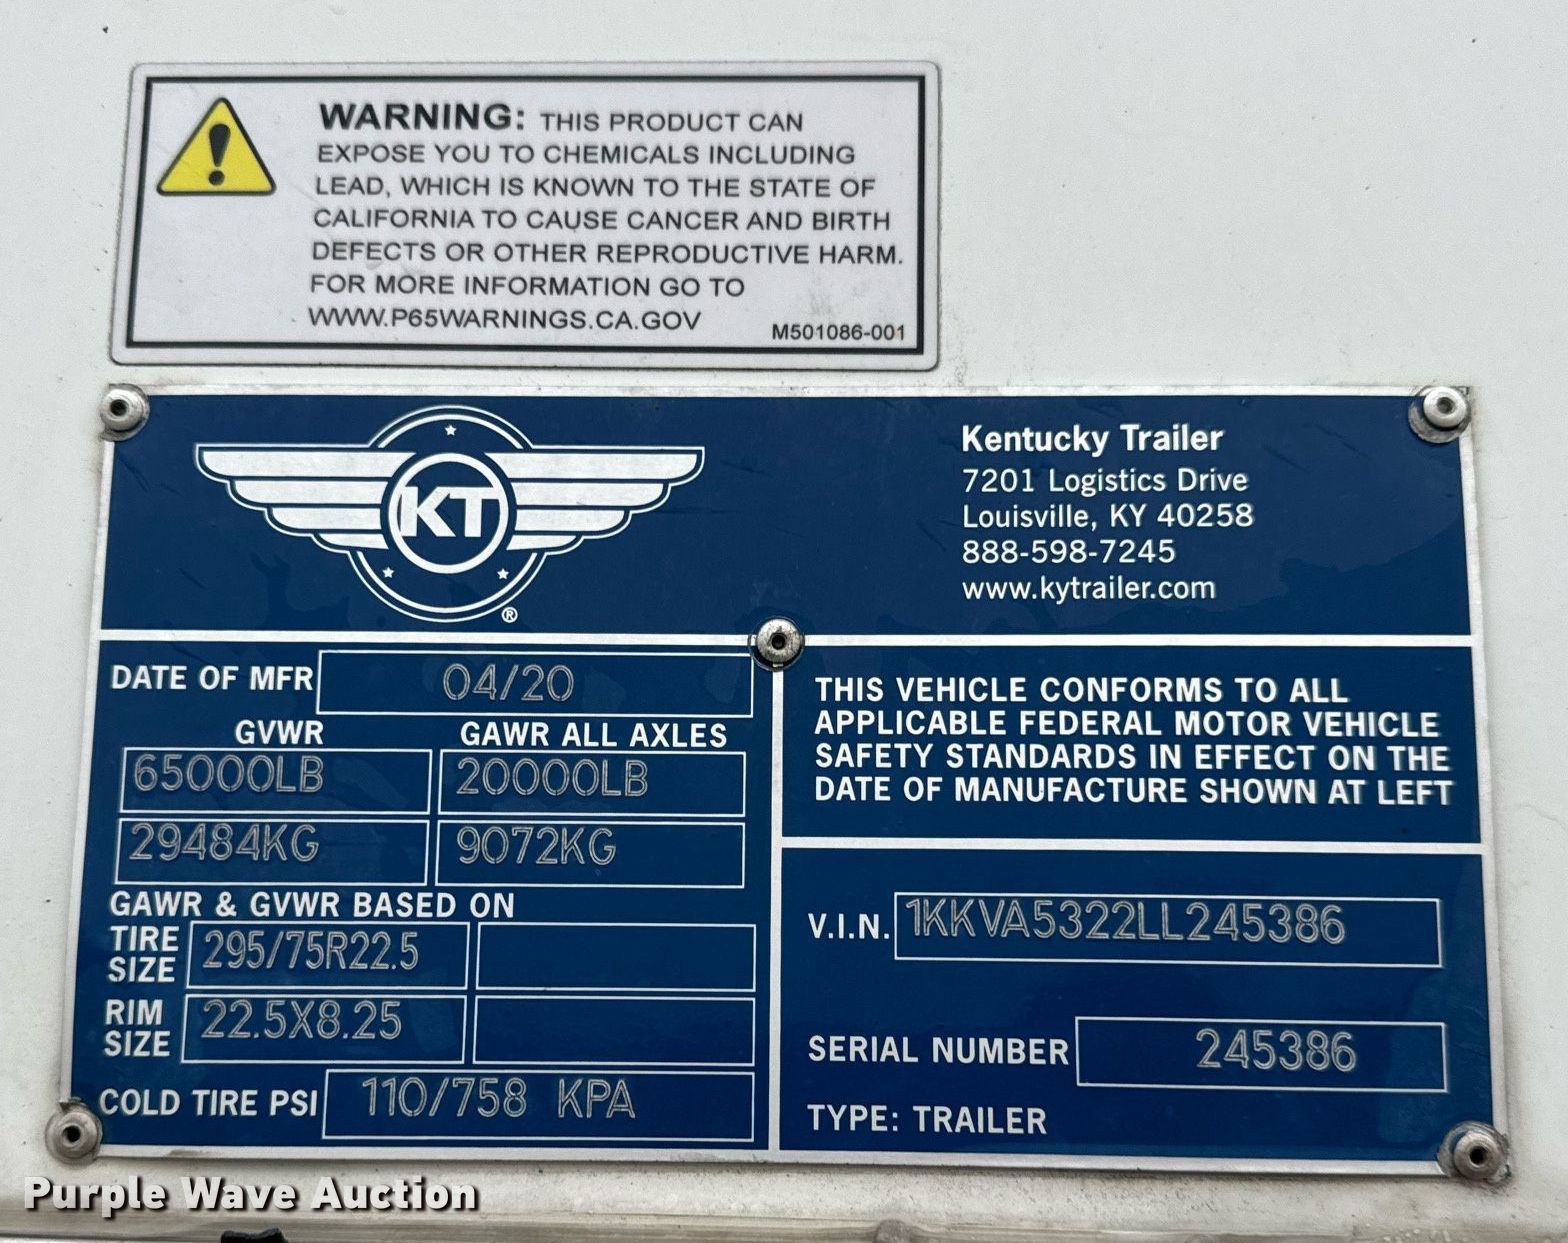 WARNING: THIS PRODUCT CAN
EXPOSE YOU TO CHEMICALS INCLUDING
LEAD, WHICH IS KNOWN TO THE STATE OF
CALIFORNIA TO CAUSE CANCER AND BIRTH
DEFECTS OR OTHER REPRODUCTIVE HARM.
FOR MORE INFORMATION GO TO
WWW.P65WARNINGS.CA.GOV
M501086-001
KT
®
Kentucky Trailer
7201 Logistics Drive
Louisville, KY 40258
888-598-7245
www.kytrailer.com
DATE OF MFR 04/20
GVWR GAWR ALL AXLES
65000LB 20000LB
29484KG 9072KG
GAWR & GVWR BASED ON
TIRE SIZE 295/75R22.5
RIM SIZE 22.5X8.25
COLD TIRE PSI 110/758 KPA
THIS VEHICLE CONFORMS TO ALL
APPLICABLE FEDERAL MOTOR VEHICLE
SAFETY STANDARDS IN EFFECT ON THE
DATE OF MANUFACTURE SHOWN AT LEFT
V.I.N. 1KKVA5322LL245386
SERIAL NUMBER 245386
TYPE: TRAILER
Purple Wave Auction